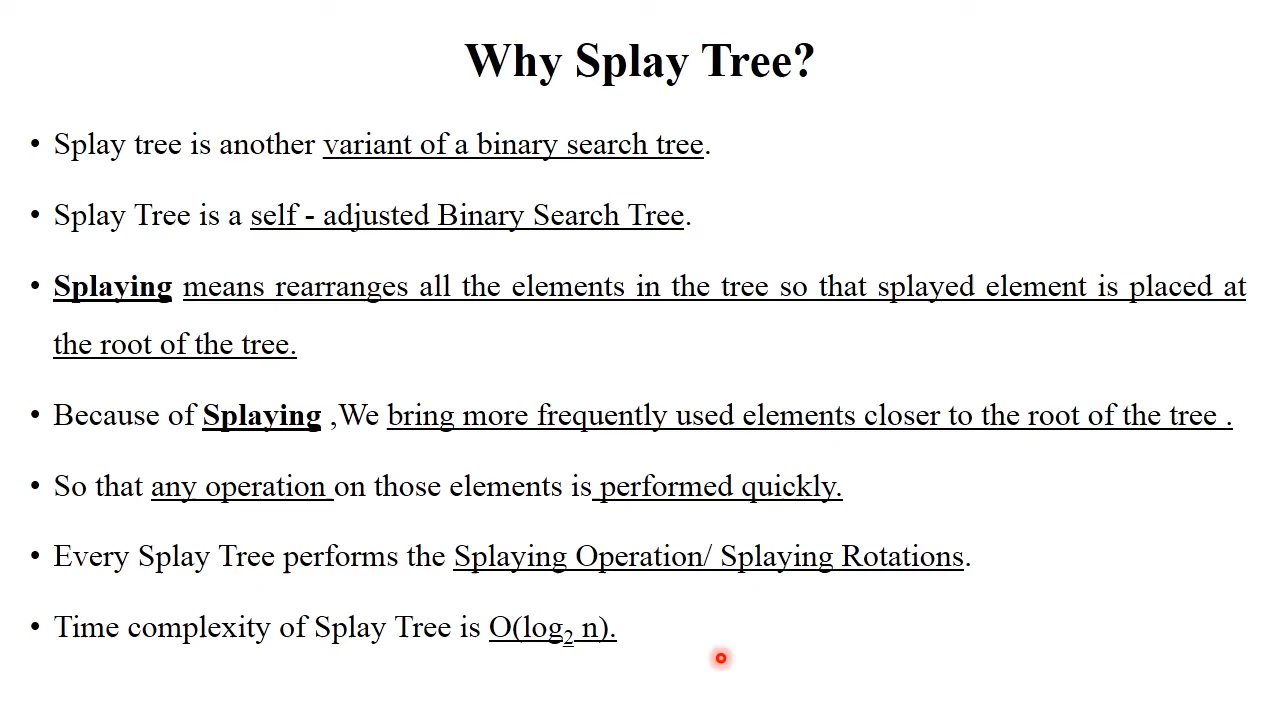 Why Splay Tree?
• Splay tree is another variant of a binary search tree.
• Splay Tree is a self - adjusted Binary Search Tree.
• Splaying means rearranges all the elements in the tree so that splayed element is placed at
the root of the tree.
• Because of Splaying ,We bring more frequently used elements closer to the root of the tree .
• So that any operation on those elements is performed quickly.
• Every Splay Tree performs the Splaying Operation/ Splaying Rotations.
• Time complexity of Splay Tree is O(log₂ n).